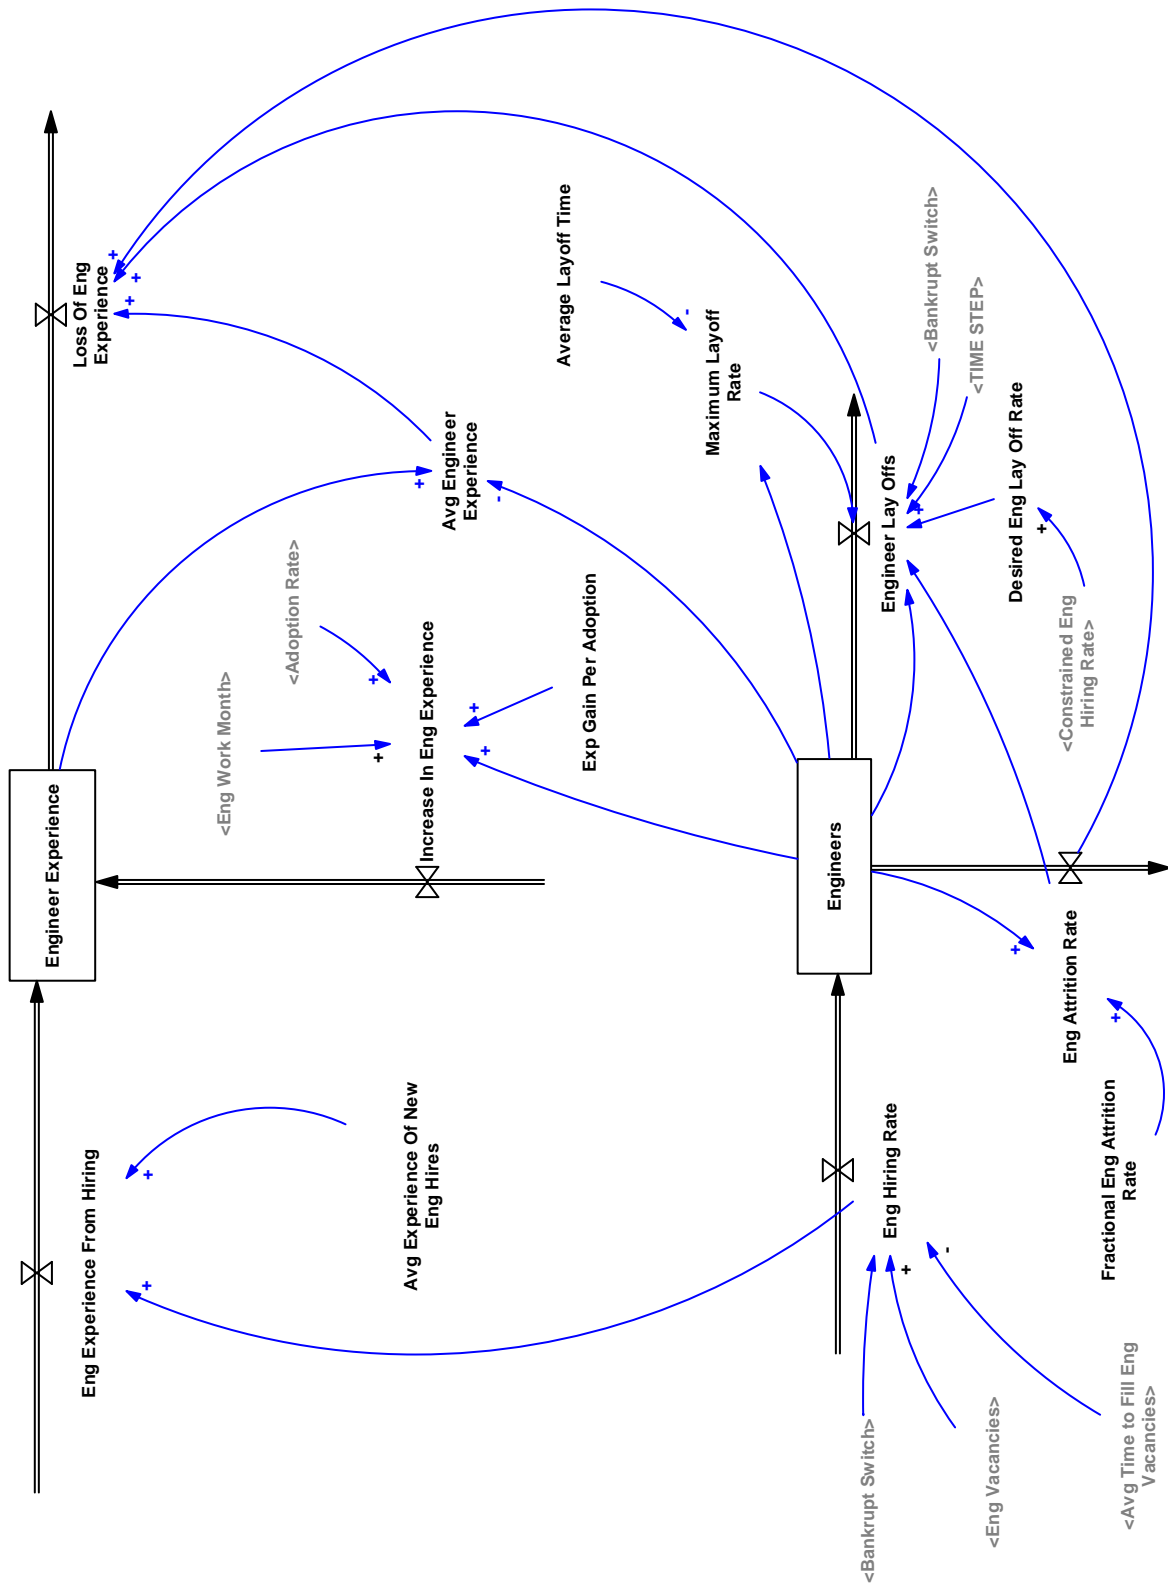 Eng Experience From Hiring
+
+
Avg Experience Of New
Eng Hires
Engineer Experience
<Eng Work Month>
<Adoption Rate>
+
+
Increase In Eng Experience
+
+
Exp Gain Per Adoption
Loss Of Eng
Experience
+
+
+
+
Avg Engineer
Experience
-
Average Layoff Time
-
Maximum Layoff
Rate
Engineers
Engineer Lay Offs
+
<Bankrupt Switch>
<TIME STEP>
Desired Eng Lay Off Rate
+
<Constrained Eng
Hiring Rate>
Eng Hiring Rate
+
-
<Bankrupt Switch>
<Eng Vacancies>
<Avg Time to Fill Eng
Vacancies>
+
Eng Attrition Rate
+
Fractional Eng Attrition
Rate